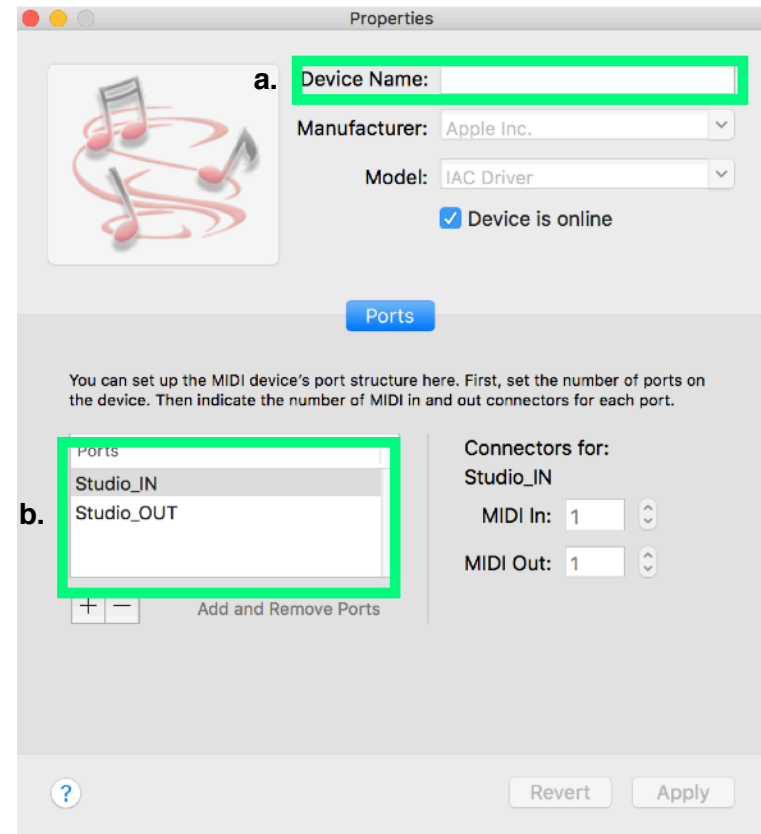 Properties
a.
Device Name:
Manufacturer: Apple Inc.
Model: IAC Driver
Device is online
Ports
You can set up the MIDI device's port structure here. First, set the number of ports on
the device. Then indicate the number of MIDI in and out connectors for each port.
b.
Ports
Studio_IN
Studio_OUT
+ − Add and Remove Ports
Connectors for:
Studio_IN
MIDI In: 1
MIDI Out: 1
?
Revert Apply